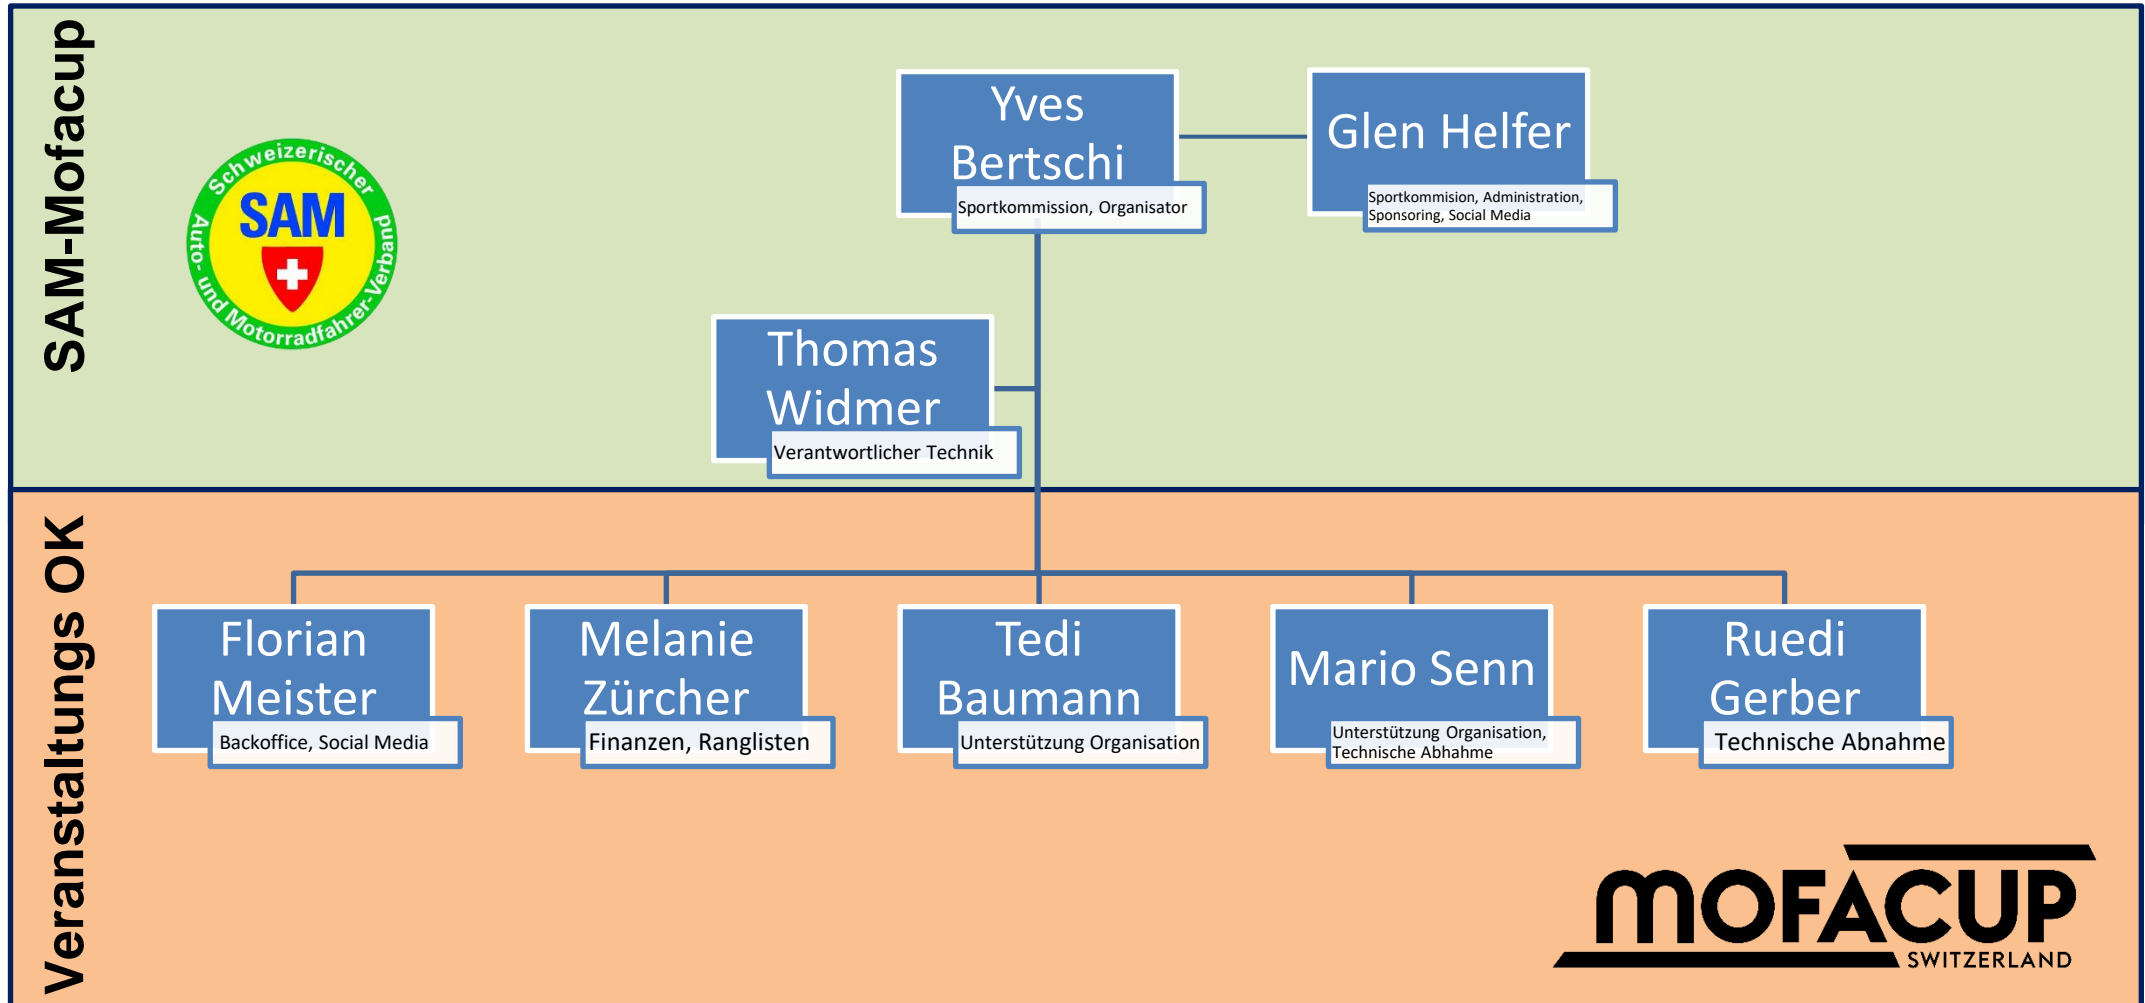 SAM-Mofacup
Schweizerischer
Auto- und Motorradfahrer-Verband
SAM
Yves
Bertschi
Sportkommission, Organisator
Glen Helfer
Sportkommision, Administration,
Sponsoring, Social Media
Thomas
Widmer
Verantwortlicher Technik
Veranstaltungs OK
Florian
Meister
Backoffice, Social Media
Melanie
Zürcher
Finanzen, Ranglisten
Tedi
Baumann
Unterstützung Organisation
Mario Senn
Unterstützung Organisation,
Technische Abhahme
Ruedi
Gerber
Technische Abnahme
MOFACUP
SWITZERLAND